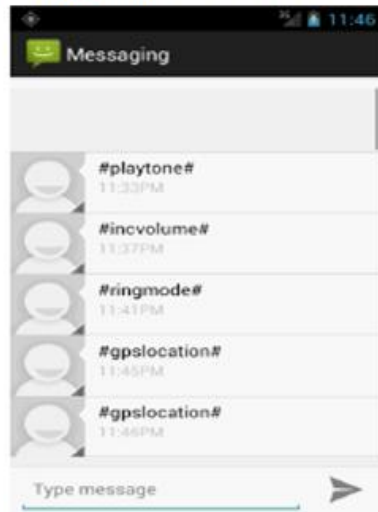 3G 11:46
Messaging
#playtone#
11:33PM
#incvolume#
11:37PM
#ringmode#
11:41PM
#gpslocation#
11:45PM
#gpslocation#
11:46PM
Type message